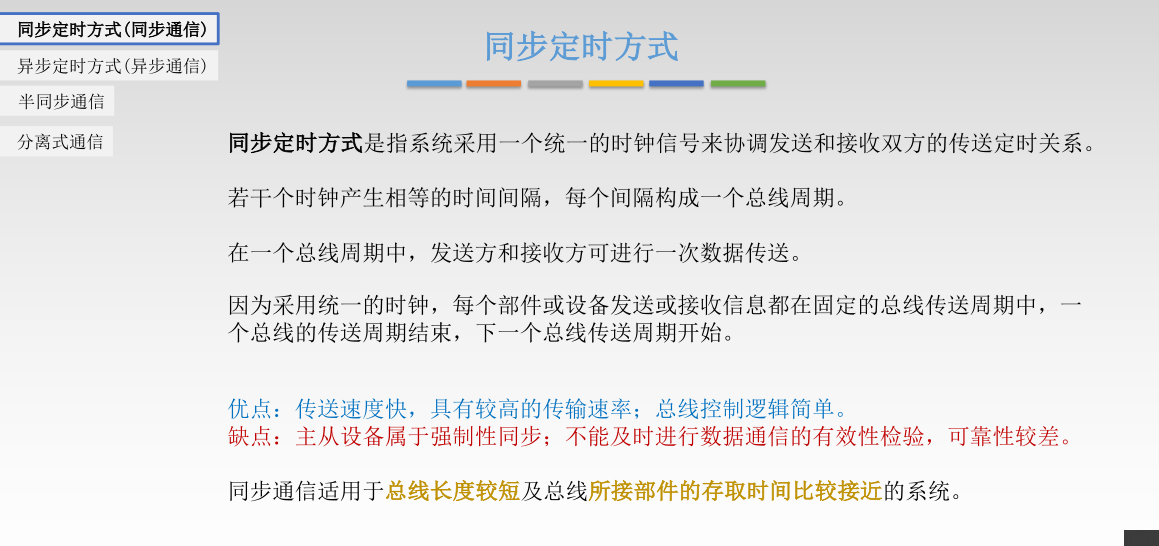 同步定时方式(同步通信)
异步定时方式(异步通信)
半同步通信
分离式通信
同步定时方式
同步定时方式是指系统采用一个统一的时钟信号来协调发送和接收双方的传送定时关系。
若干个时钟产生相等的时间间隔，每个间隔构成一个总线周期。
在一个总线周期中，发送方和接收方可进行一次数据传送。
因为采用统一的时钟，每个部件或设备发送或接收信息都在固定的总线传送周期中，一
个总线的传送周期结束，下一个总线传送周期开始。
优点：传送速度快，具有较高的传输速率；总线控制逻辑简单。
缺点：主从设备属于强制性同步；不能及时进行数据通信的有效性检验，可靠性较差。
同步通信适用于总线长度较短及总线所接部件的存取时间比较接近的系统。